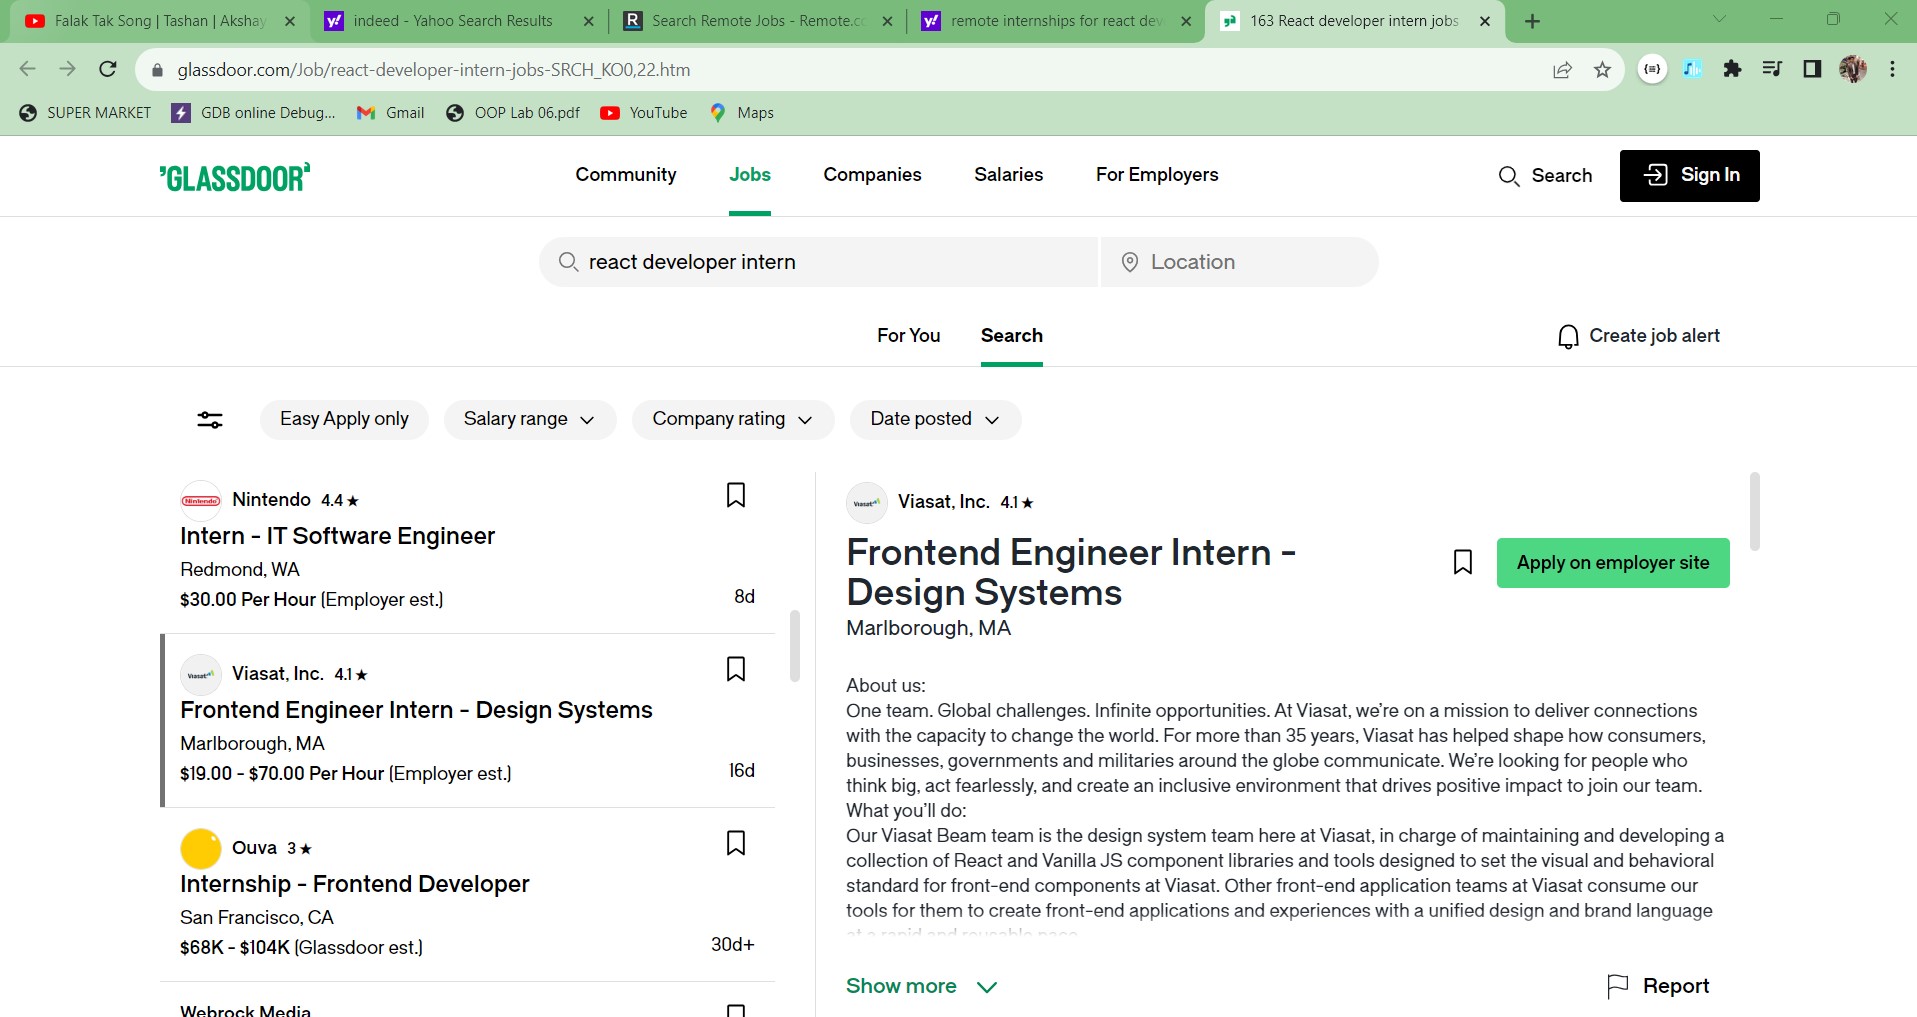 Falak Tak Song | Tashan | Akshay
indeed - Yahoo Search Results
Search Remote Jobs - Remote.co
remote internships for react dev
163 React developer intern jobs
glassdoor.com/Job/react-developer-intern-jobs-SRCH_KO0,22.htm
SUPER MARKET
GDB online Debug...
Gmail
OOP Lab 06.pdf
YouTube
Maps
GLASSDOOR
Community
Jobs
Companies
Salaries
For Employers
Search
Sign In
react developer intern
Location
For You
Search
Create job alert
Easy Apply only
Salary range
Company rating
Date posted
Nintendo
Nintendo 4.4 ★
Intern - IT Software Engineer
Redmond, WA
$30.00 Per Hour (Employer est.)
8d
Viasat
Viasat, Inc. 4.1 ★
Frontend Engineer Intern - Design Systems
Marlborough, MA
$19.00 - $70.00 Per Hour (Employer est.)
16d
Ouva 3 ★
Internship - Frontend Developer
San Francisco, CA
$68K - $104K (Glassdoor est.)
30d+
Webrock Media
Viasat
Viasat, Inc. 4.1 ★
Frontend Engineer Intern -
Design Systems
Marlborough, MA
Apply on employer site
About us:
One team. Global challenges. Infinite opportunities. At Viasat, we’re on a mission to deliver connections
with the capacity to change the world. For more than 35 years, Viasat has helped shape how consumers,
businesses, governments and militaries around the globe communicate. We’re looking for people who
think big, act fearlessly, and create an inclusive environment that drives positive impact to join our team.
What you’ll do:
Our Viasat Beam team is the design system team here at Viasat, in charge of maintaining and developing a
collection of React and Vanilla JS component libraries and tools designed to set the visual and behavioral
standard for front-end components at Viasat. Other front-end application teams at Viasat consume our
tools for them to create front-end applications and experiences with a unified design and brand language
at a rapid and reusable pace.
Show more
Report